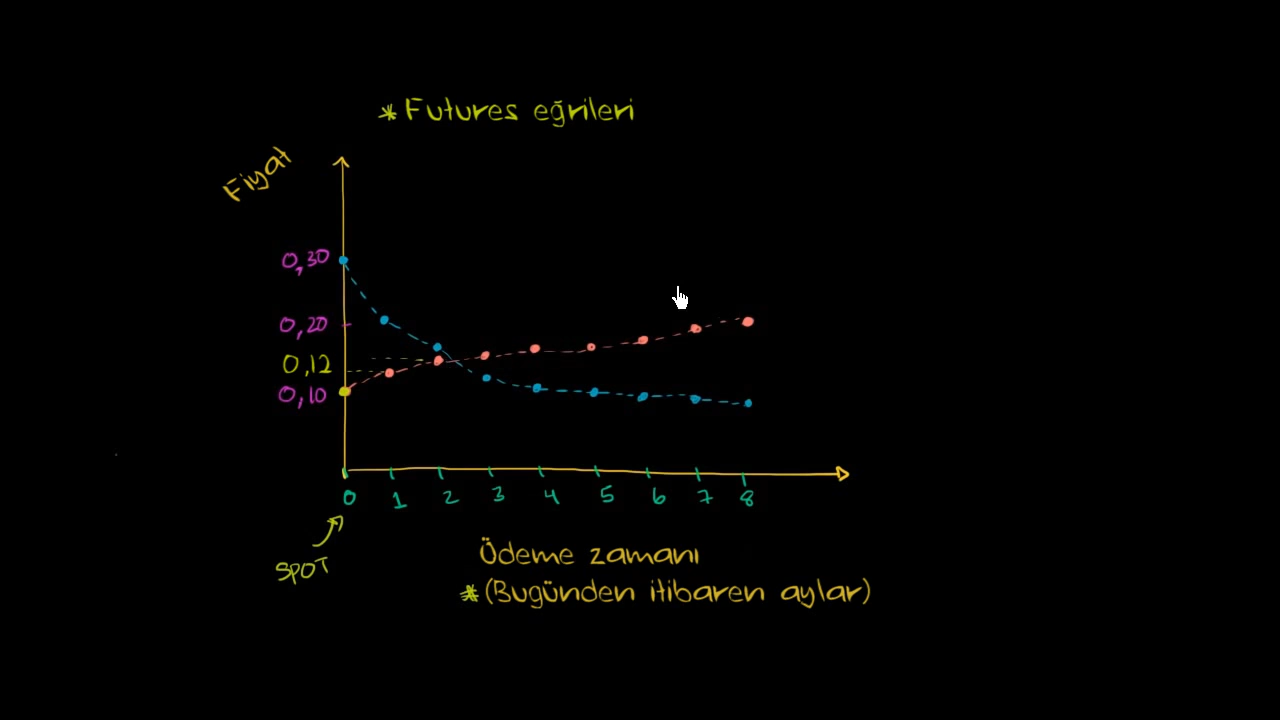 * Futures eğrileri
Fiyat
0,30
0,20
0,12
0,10
0 1 2 3 4 5 6 7 8
SPOT
Ödeme zamanı
* (Bugünden itibaren aylar)